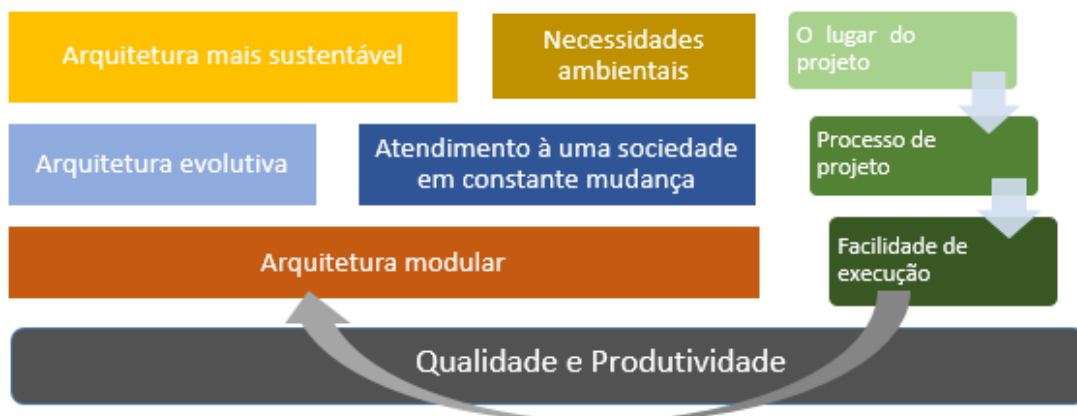 Arquitetura mais sustentável
Necessidades
ambientais
O lugar do
projeto
Arquitetura evolutiva
Atendimento à uma sociedade
em constante mudança
Processo de
projeto
Arquitetura modular
Facilidade de
execução
Qualidade e Produtividade